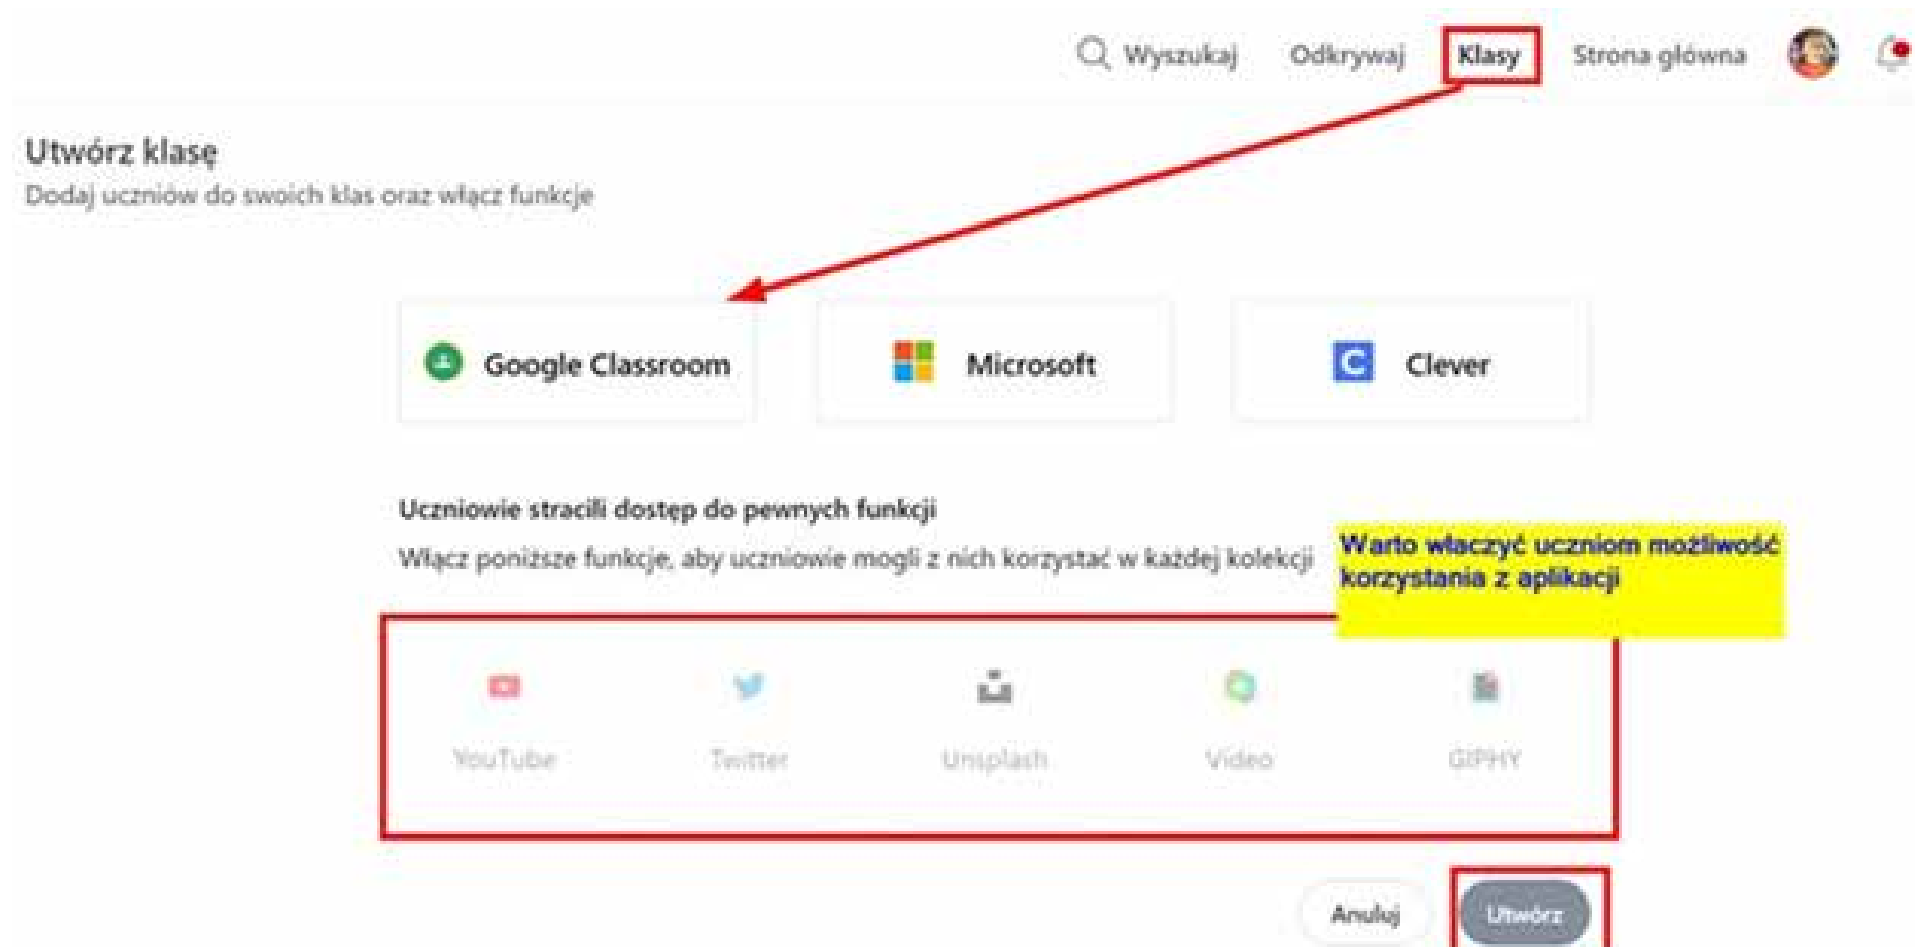 Wyszukaj Odkrywaj Klasy Strona główna
Utwórz klasę
Dodaj uczniów do swoich klas oraz włącz funkcje
Google Classroom Microsoft Clever
Uczniowie stracili dostęp do pewnych funkcji
Włącz poniższe funkcje, aby uczniowie mogli z nich korzystać w każdej kolekcji
Warto właczyć uczniom możliwość
korzystania z aplikacji
YouTube Twitter Unsplash Video GIPHY
Anuluj Utwórz